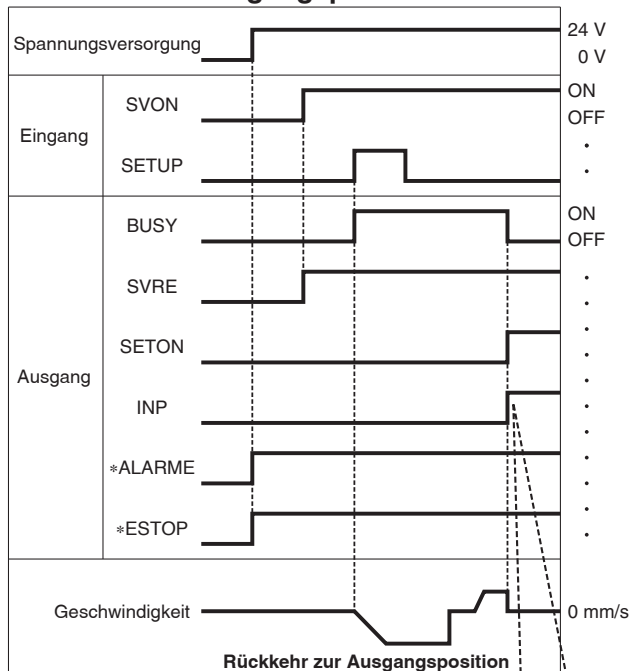 Spannungsversorgung
24 V
0 V
Eingang
SVON
ON
OFF
SETUP
Ausgang
BUSY
ON
OFF
SVRE
SETON
INP
*ALARME
*ESTOP
Geschwindigkeit
0 mm/s
Rückkehr zur Ausgangsposition